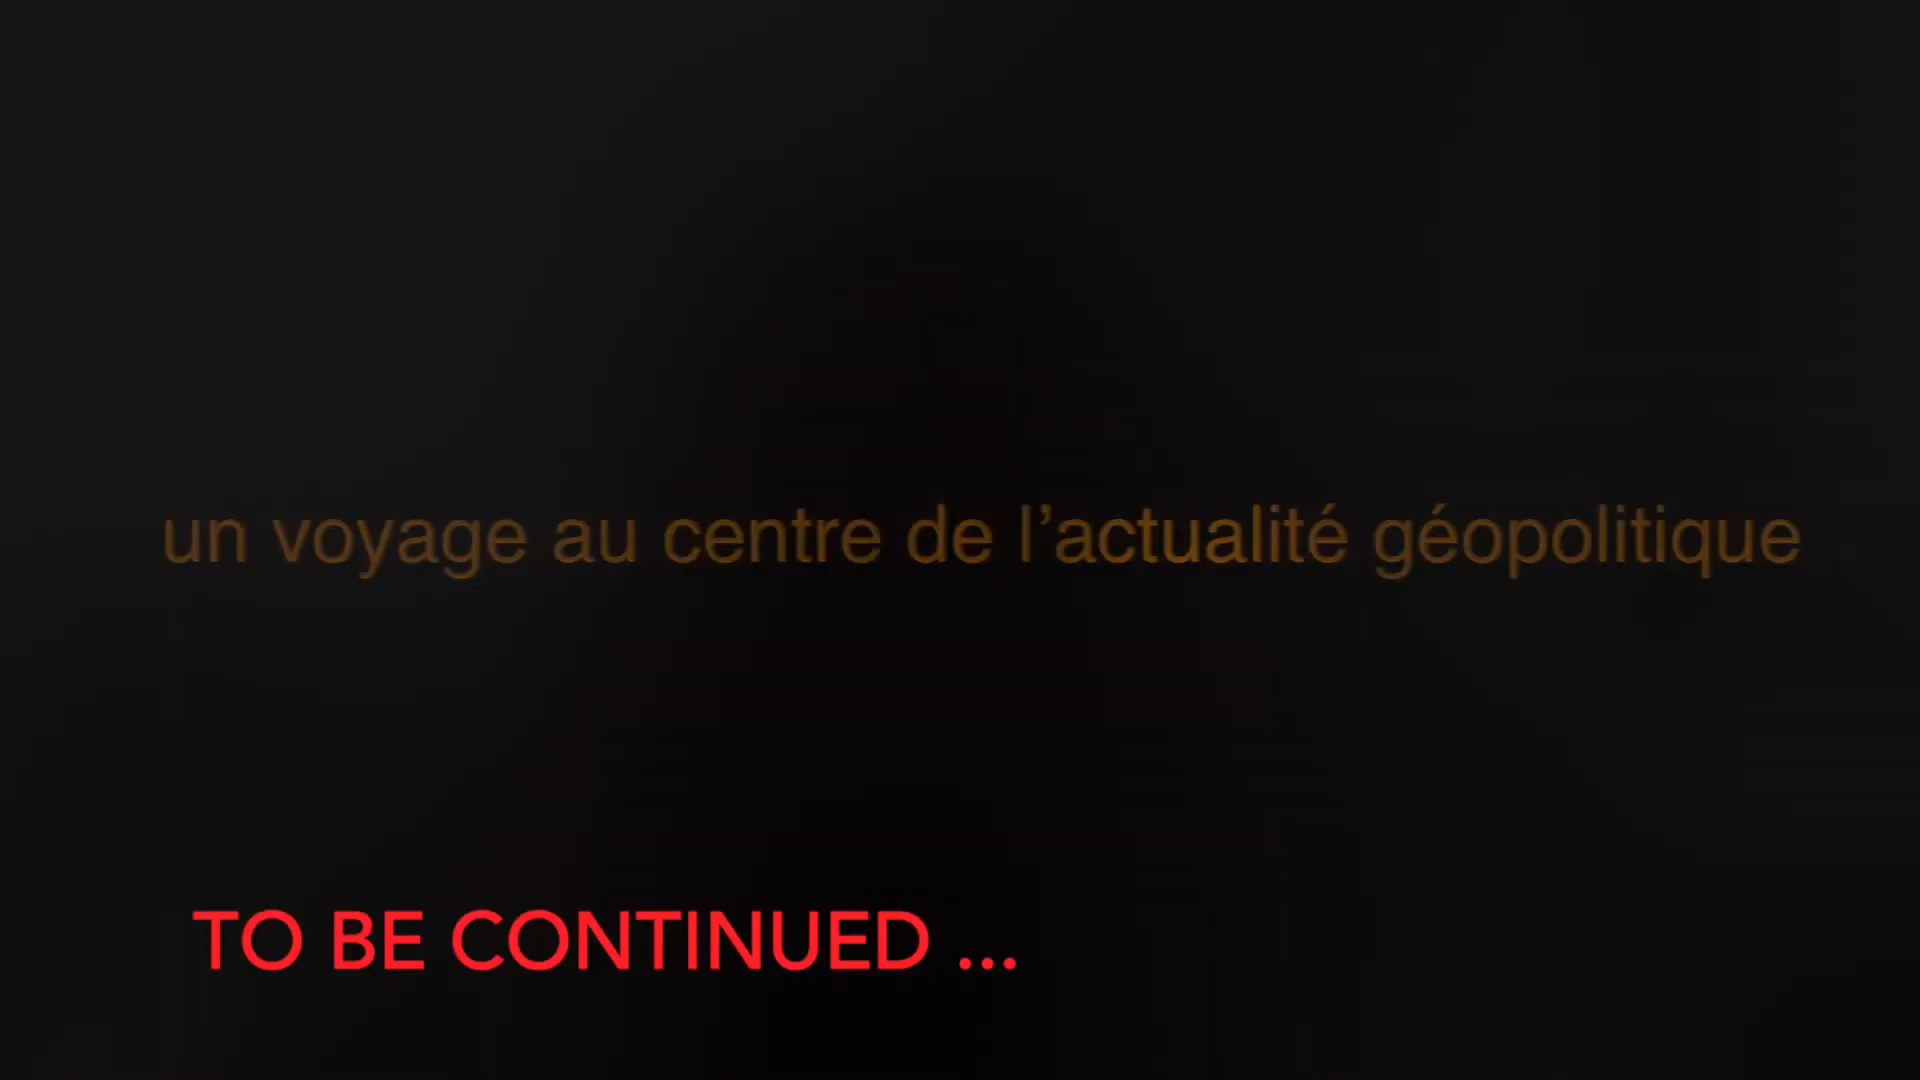 un voyage au centre de l’actualité géopolitique
TO BE CONTINUED ...